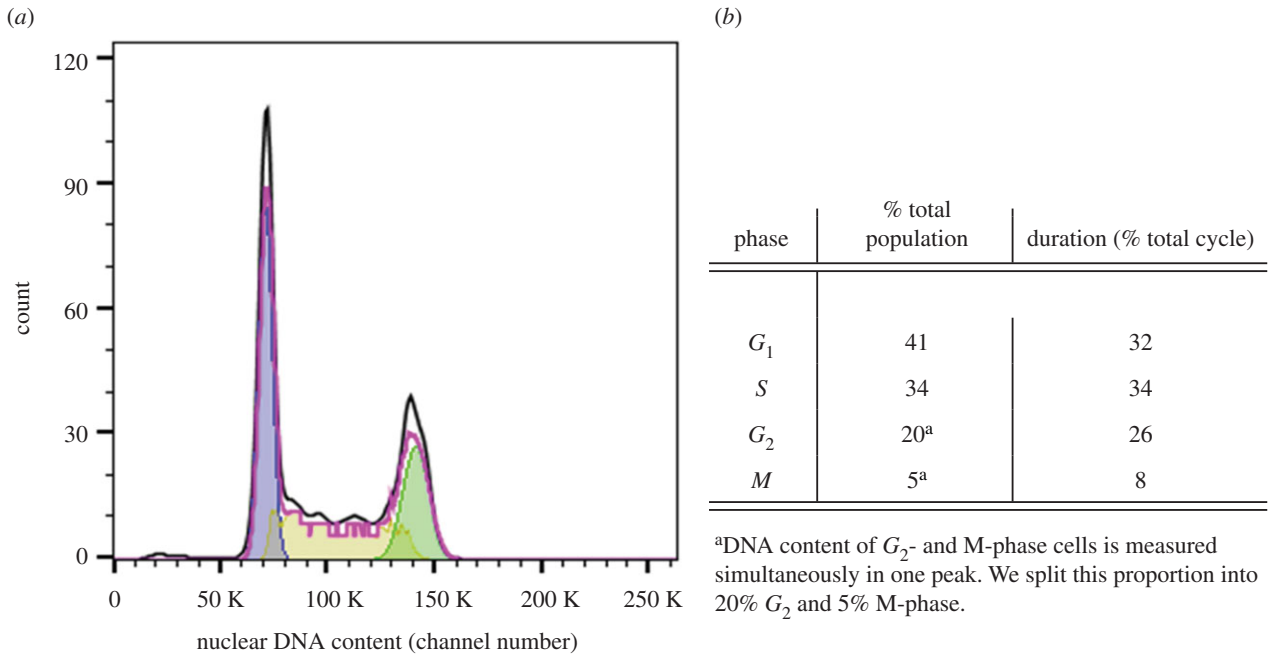 (a)
120
90
60
30
0
count
0 50 K 100 K 150 K 200 K 250 K
nuclear DNA content (channel number)
(b)
phase % total population duration (% total cycle)
G1 41 32
S 34 34
G2 20a 26
M 5a 8
aDNA content of G2- and M-phase cells is measured
simultaneously in one peak. We split this proportion into
20% G2 and 5% M-phase.